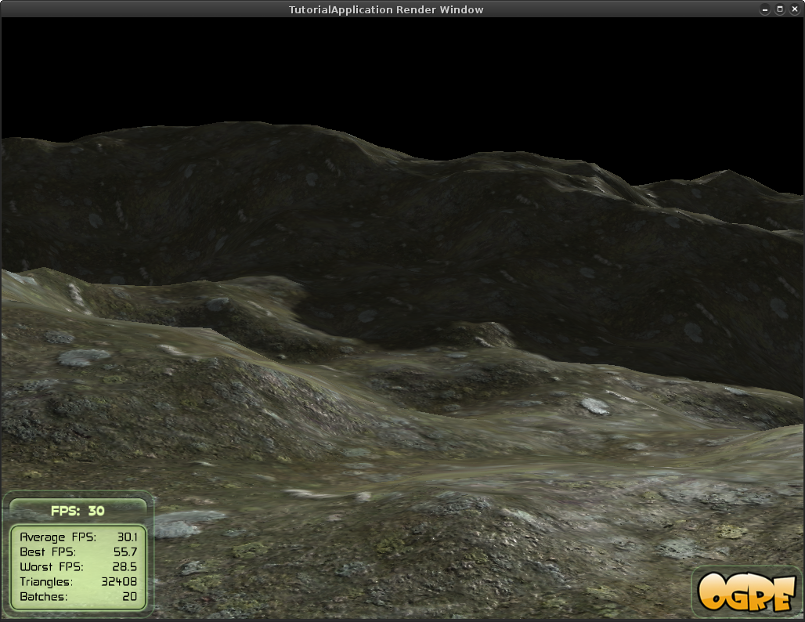 TutorialApplication Render Window
FPS: 30
Average FPS: 30.1
Best FPS: 55.7
Worst FPS: 28.5
Triangles: 32408
Batches: 20
OGRE